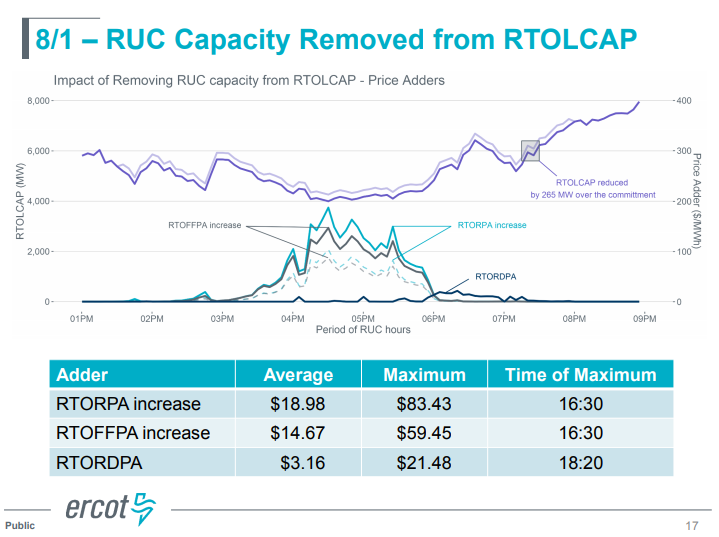 8/1 – RUC Capacity Removed from RTOLCAP
Impact of Removing RUC capacity from RTOLCAP - Price Adders
8,000
6,000
4,000
2,000
0
RTOLCAP (MW)
400
300
200
100
0
Price Adder ($/MWh)
RTOLCAP reduced
by 265 MW over the commitment
RTOFFPA increase
RTORPA increase
RTORDPA
01PM 02PM 03PM 04PM 05PM 06PM 07PM 08PM 09PM
Period of RUC hours
Adder Average Maximum Time of Maximum
RTORPA increase $18.98 $83.43 16:30
RTOFFPA increase $14.67 $59.45 16:30
RTORDPA $3.16 $21.48 18:20
ercot
Public
17